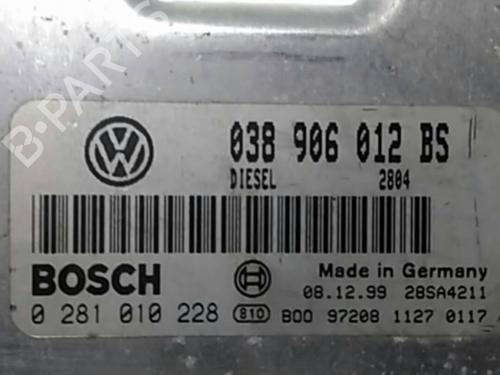 B-PARTS
038 906 012 BS
DIESEL 2804
BOSCH
Made in Germany
08.12.99 28SA4211
0 281 010 228 810 B00 97208 1127 0117